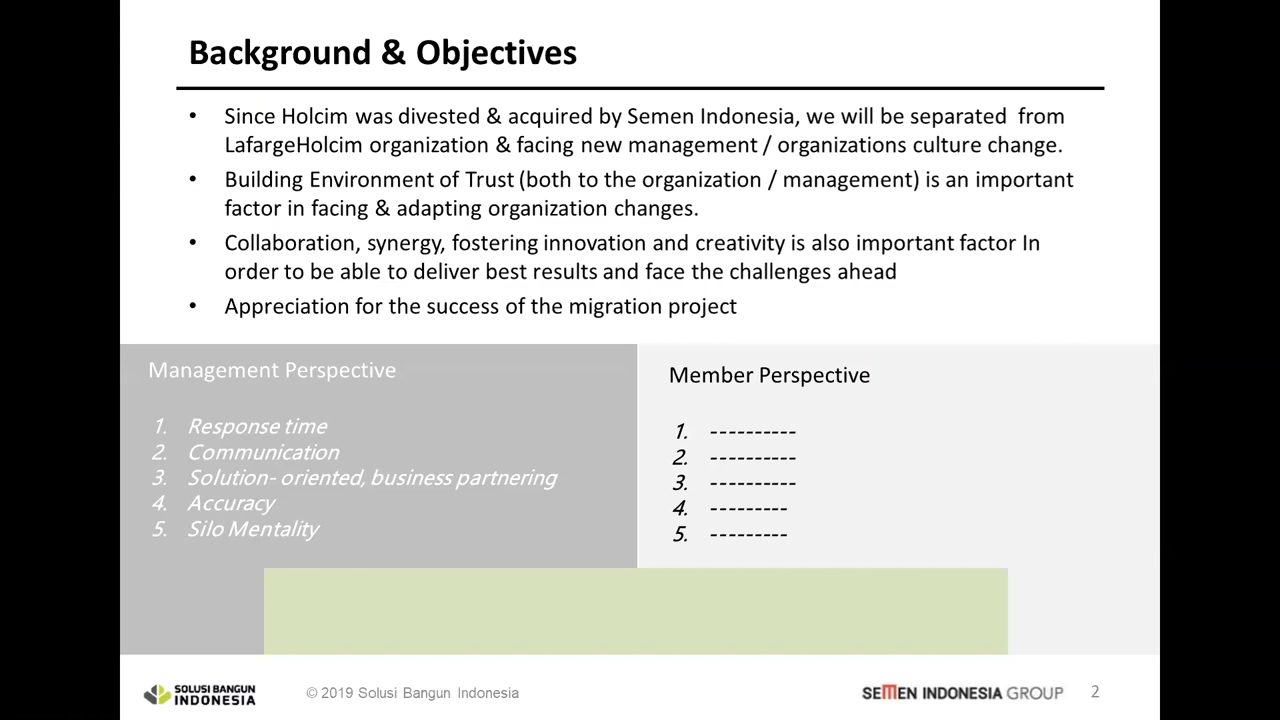 Background & Objectives
• Since Holcim was divested & acquired by Semen Indonesia, we will be separated from
LafargeHolcim organization & facing new management / organizations culture change.
• Building Environment of Trust (both to the organization / management) is an important
factor in facing & adapting organization changes.
• Collaboration, synergy, fostering innovation and creativity is also important factor In
order to be able to deliver best results and face the challenges ahead
• Appreciation for the success of the migration project
Management Perspective
1. Response time
2. Communication
3. Solution- oriented, business partnering
4. Accuracy
5. Silo Mentality
Member Perspective
1. ----------
2. ----------
3. ----------
4. ---------
5. ---------
SOLUSI BANGUN
INDONESIA
© 2019 Solusi Bangun Indonesia
SEMEN INDONESIA GROUP
2